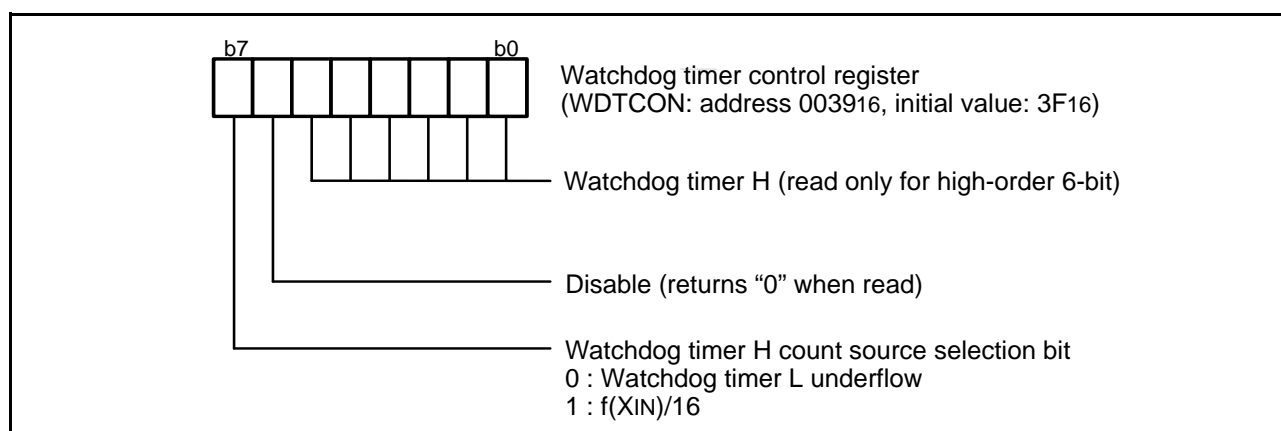 b7 b0
Watchdog timer control register
(WDTCON: address 003916, initial value: 3F16)
Watchdog timer H (read only for high-order 6-bit)
Disable (returns “0” when read)
Watchdog timer H count source selection bit
0 : Watchdog timer L underflow
1 : f(XIN)/16